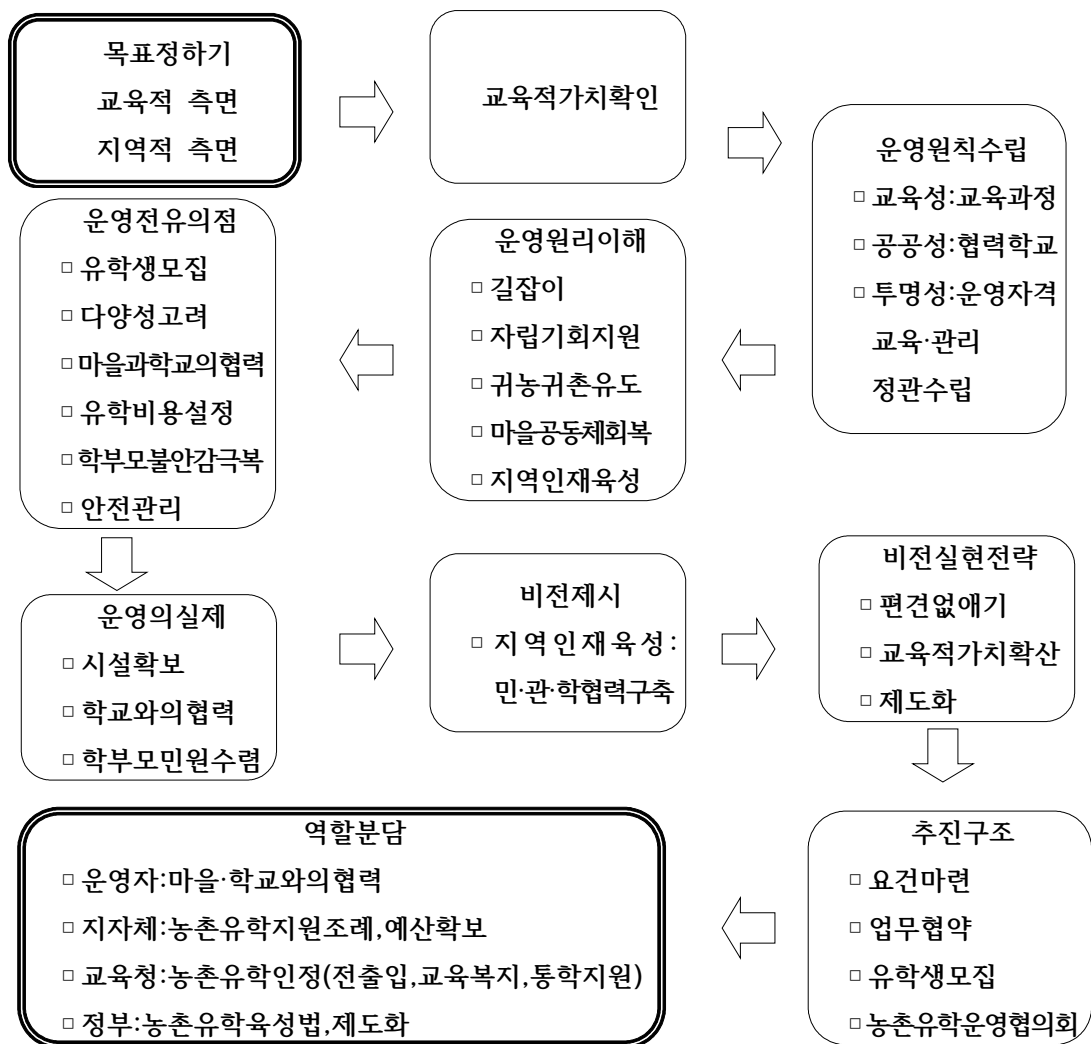 목표정하기
교육적 측면
지역적 측면
교육적가치확인
운영원칙수립
□ 교육성:교육과정
□ 공공성:협력학교
□ 투명성:운영자격
교육·관리
정관수립
운영원리이해
□ 길잡이
□ 자립기회지원
□ 귀농귀촌유도
□ 마을공동체회복
□ 지역인재육성
운영전유의점
□ 유학생모집
□ 다양성고려
□ 마을과학교의협력
□ 유학비용설정
□ 학부모불안감극복
□ 안전관리
운영의실제
□ 시설확보
□ 학교와의협력
□ 학부모민원수렴
비전제시
□ 지역인재육성:
민·관·학협력구축
비전실현전략
□ 편견없애기
□ 교육적가치확산
□ 제도화
추진구조
□ 요건마련
□ 업무협약
□ 유학생모집
□ 농촌유학운영협의회
역할분담
□ 운영자:마을·학교와의협력
□ 지자체:농촌유학지원조례,예산확보
□ 교육청:농촌유학인정(전출입,교육복지,통학지원)
□ 정부:농촌유학육성법,제도화